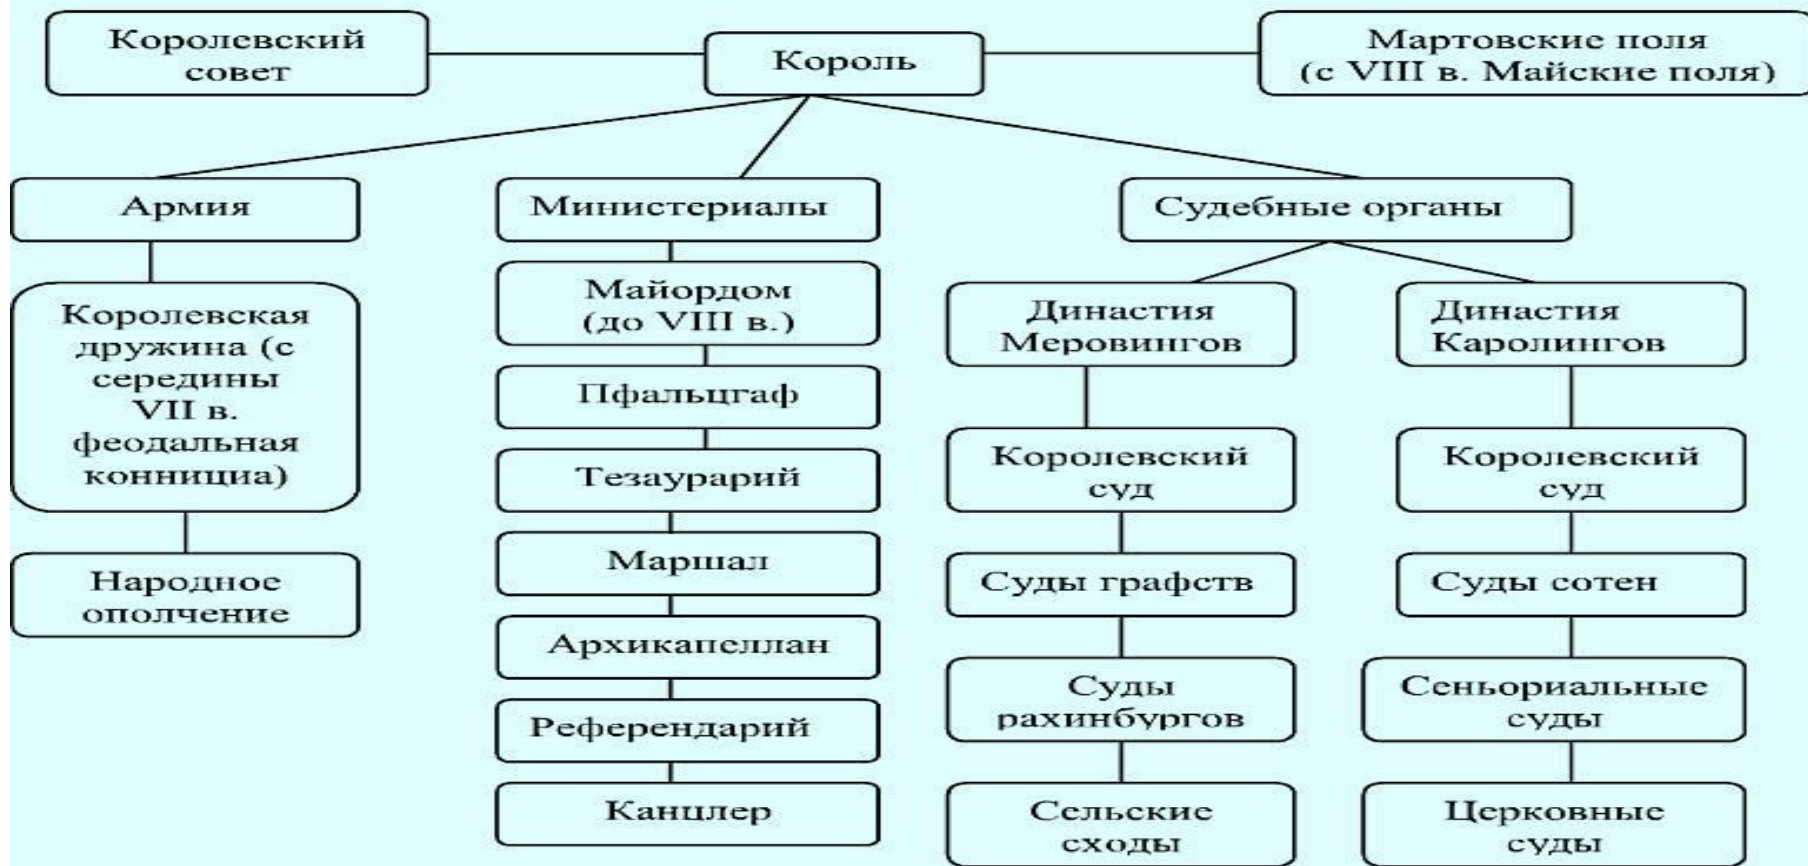 Королевский
совет
Король
Мартовские поля
(с VIII в. Майские поля)
Армия
Королевская
дружина (с
середины
VII в.
феодальная
конницила)
Народное
ополчение
Министериалы
Майордом
(до VIII в.)
Пфальцгаф
Тезаурарий
Маршал
Архикапеллан
Референдарий
Канцлер
Судебные органы
Династия
Меровингов
Королевский
суд
Суды графств
Суды
рахинбургов
Сельские
сходы
Династия
Каролингов
Королевский
суд
Суды сотен
Сеньориальные
суды
Церковные
суды